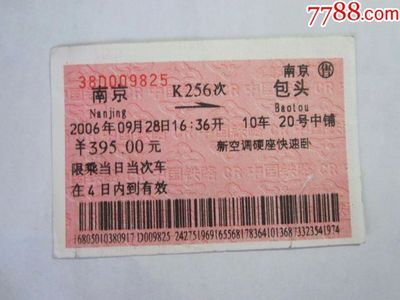 7788.com
38D009825
南京 售
南京 K256次 包头
Nanjing Baotou
2006年09月28日16:36开 10车 20号中铺
¥395.00元 新空调硬座快速卧
限乘当日当次车
在4日内到有效